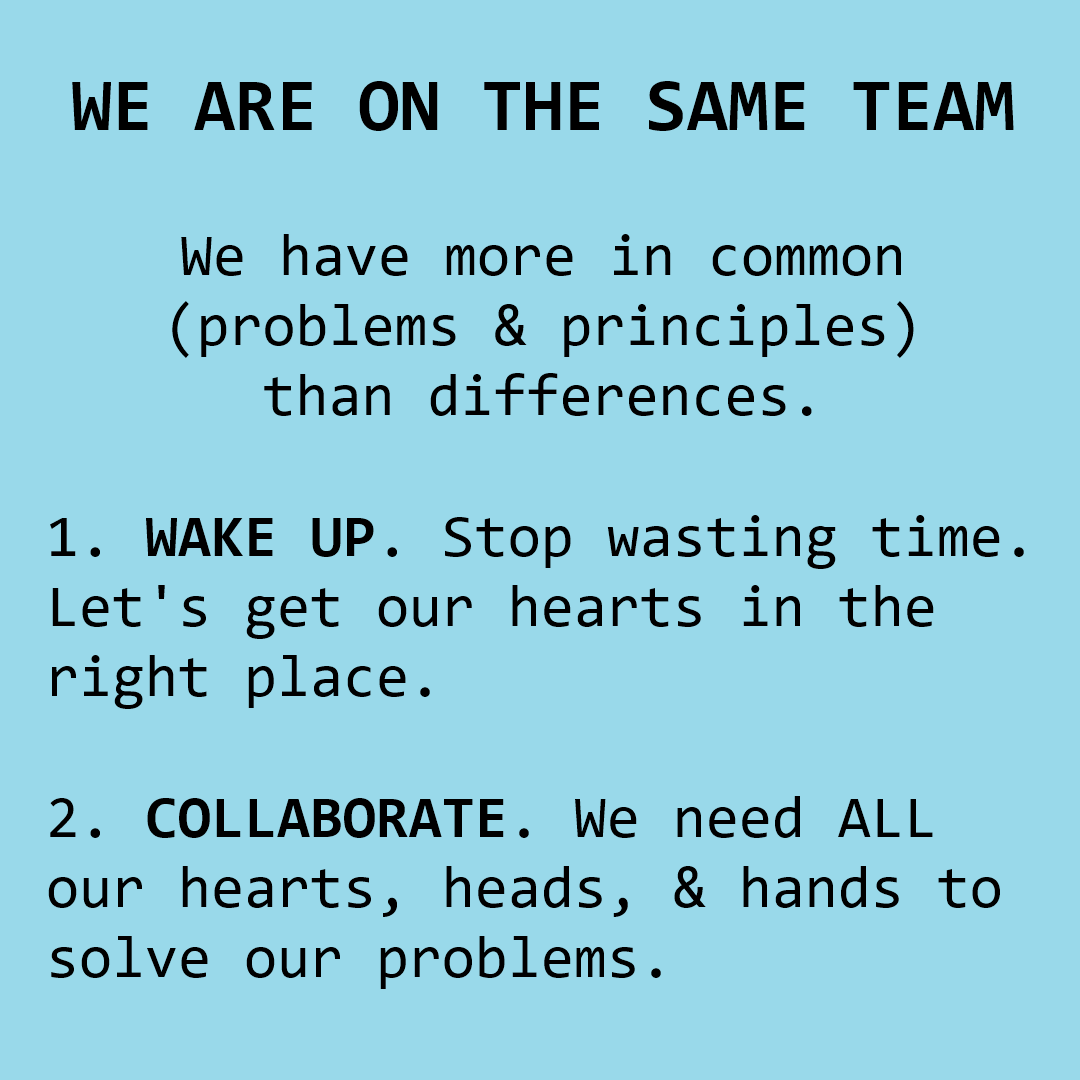 WE ARE ON THE SAME TEAM
We have more in common
(problems & principles)
than differences.
1. WAKE UP. Stop wasting time.
Let's get our hearts in the
right place.
2. COLLABORATE. We need ALL
our hearts, heads, & hands to
solve our problems.